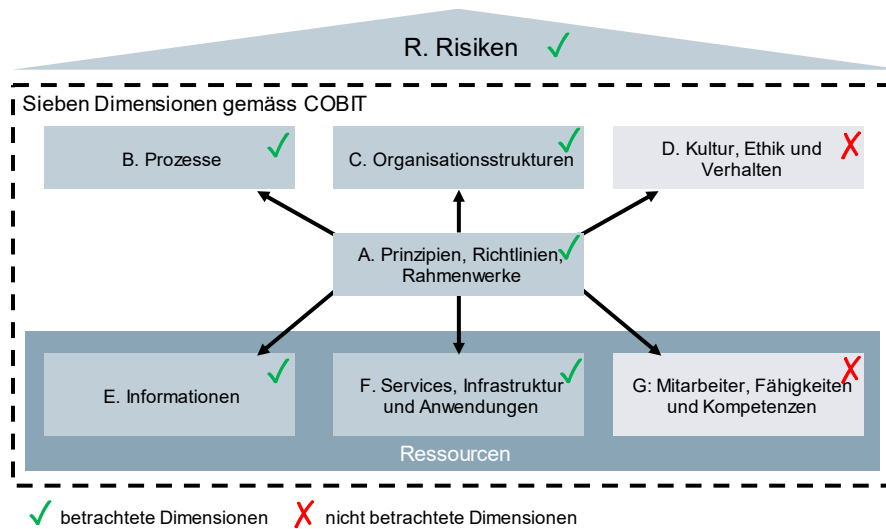 R. Risiken
Sieben Dimensionen gemäss COBIT
B. Prozesse
C. Organisationsstrukturen
D. Kultur, Ethik und
Verhalten
A. Prinzipien, Richtlinien,
Rahmenwerke
E. Informationen
F. Services, Infrastruktur
und Anwendungen
G: Mitarbeiter, Fähigkeiten
und Kompetenzen
Ressourcen
betrachtete Dimensionen
nicht betrachtete Dimensionen